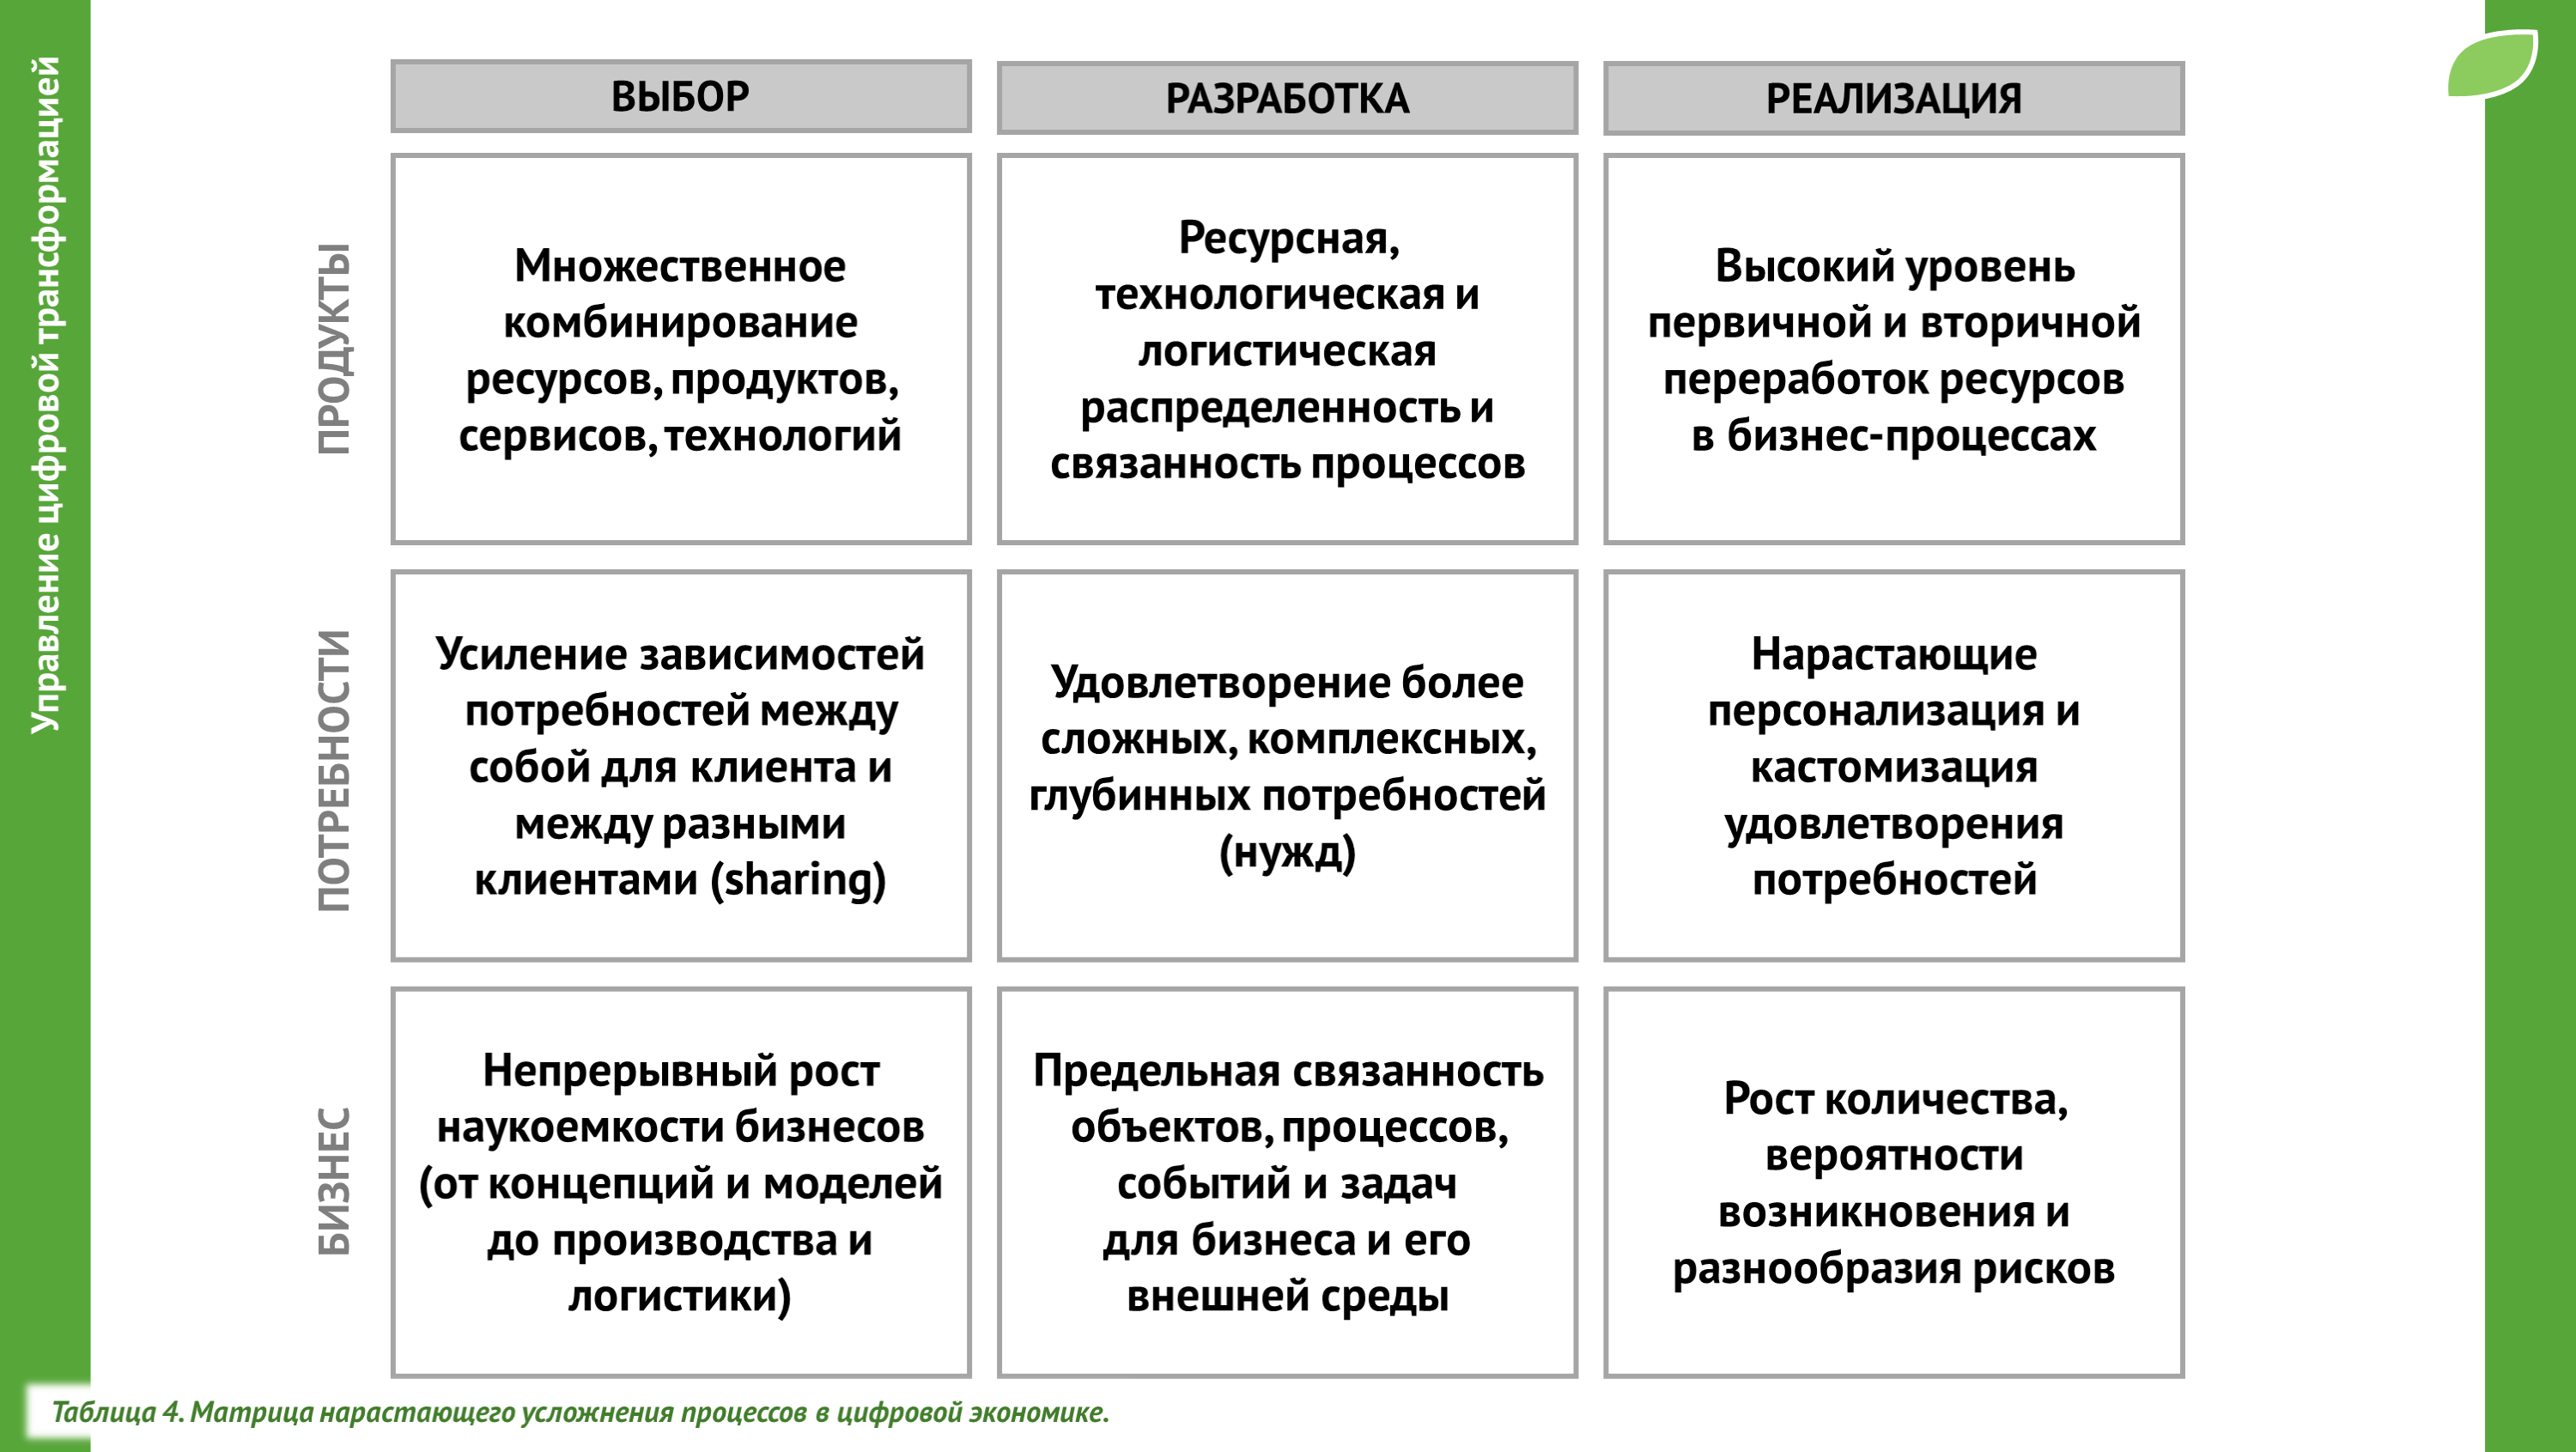 Управление цифровой трансформацией
ВЫБОР
РАЗРАБОТКА
РЕАЛИЗАЦИЯ
ПРОДУКТЫ
Множественное
комбинирование
ресурсов, продуктов,
сервисов, технологий
Ресурсная,
технологическая и
логистическая
распределенность и
связанность процессов
Высокий уровень
первичной и вторичной
переработок ресурсов
в бизнес-процессах
ПОТРЕБНОСТИ
Усиление зависимостей
потребностей между
собой для клиента и
между разными
клиентами (sharing)
Удовлетворение более
сложных, комплексных,
глубинных потребностей
(нужд)
Нарастающие
персонализация и
кастомизация
удовлетворения
потребностей
БИЗНЕС
Непрерывный рост
наукоемкости бизнесов
(от концепций и моделей
до производства и
логистики)
Предельная связанность
объектов, процессов,
событий и задач
для бизнеса и его
внешней среды
Рост количества,
вероятности
возникновения и
разнообразия рисков
Таблица 4. Матрица нарастающего усложнения процессов в цифровой экономике.